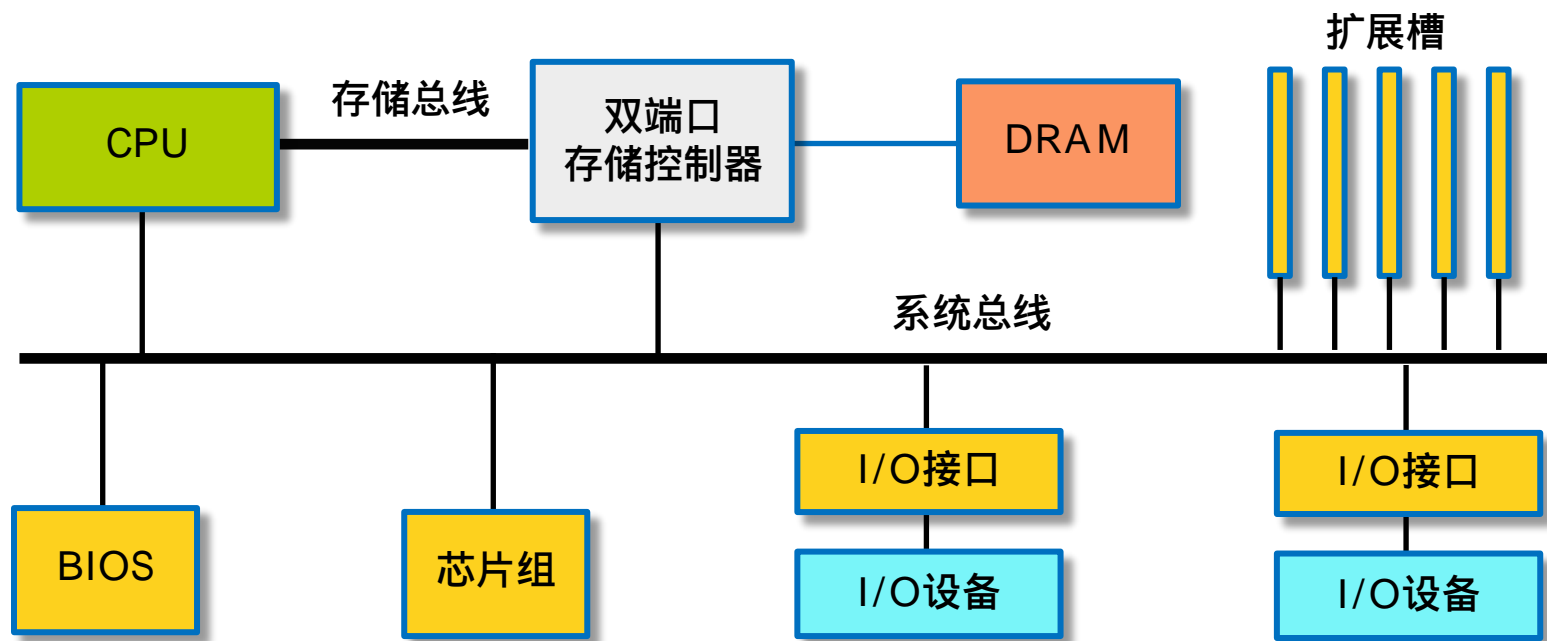 扩展槽
CPU
存储总线
双端口
存储控制器
DRAM
系统总线
BIOS
芯片组
I/O接口
I/O设备
I/O接口
I/O设备